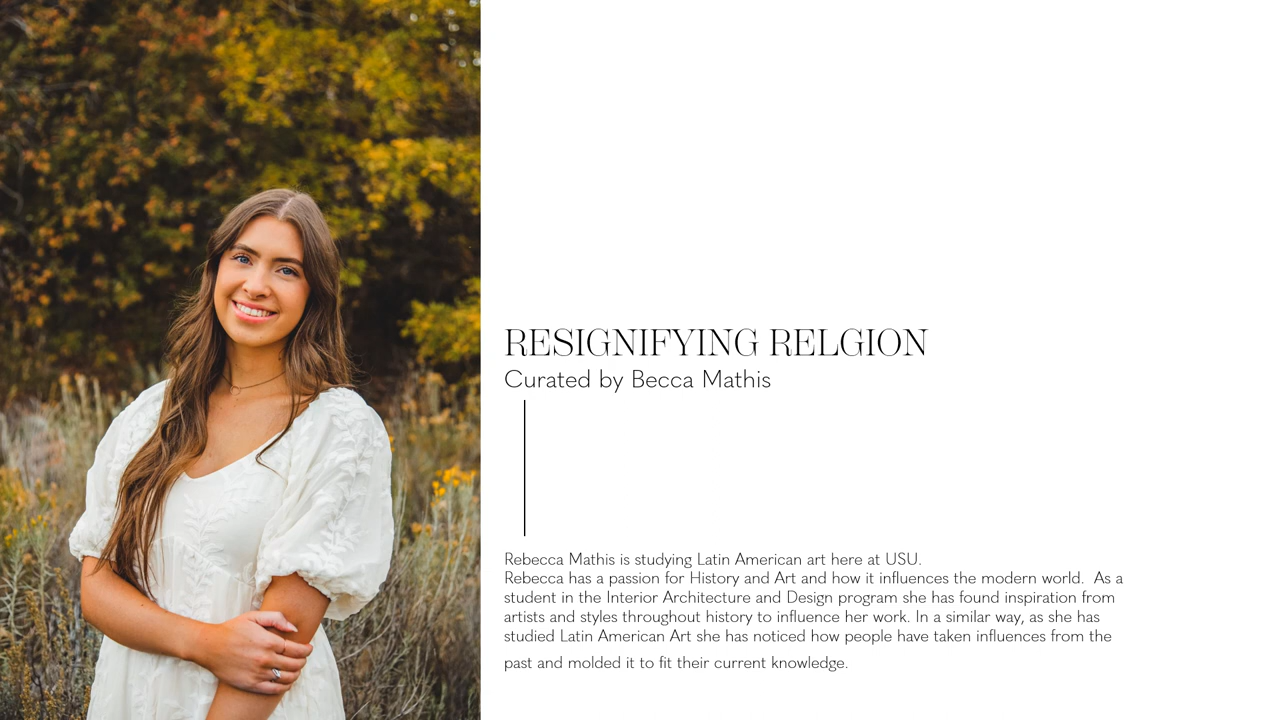 RESIGNIFYING RELGION
Curated by Becca Mathis
Rebecca Mathis is studying Latin American art here at USU.
Rebecca has a passion for History and Art and how it influences the modern world.  As a
student in the Interior Architecture and Design program she has found inspiration from
artists and styles throughout history to influence her work. In a similar way, as she has
studied Latin American Art she has noticed how people have taken influences from the
past and molded it to fit their current knowledge.